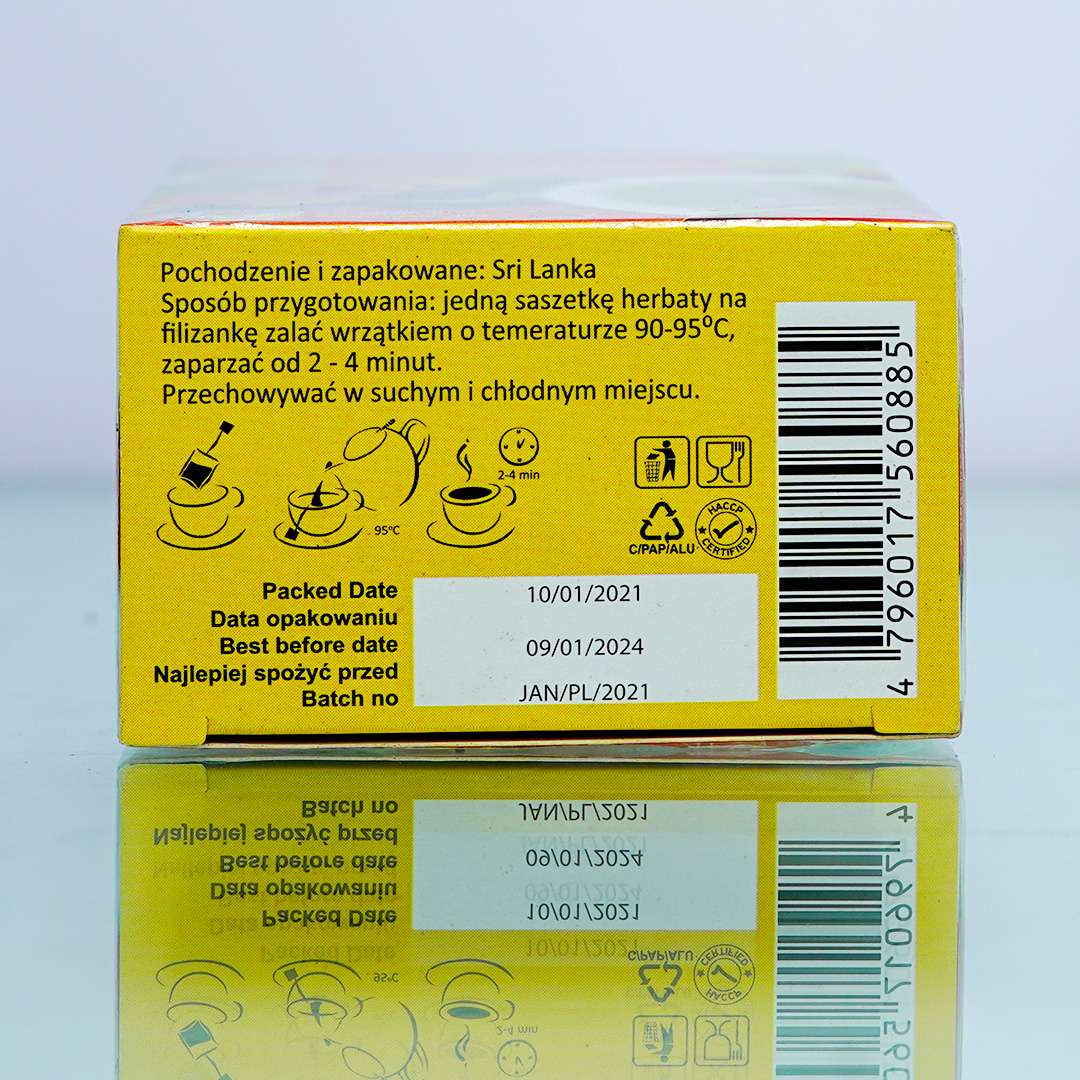 Pochodzenie i zapakowane: Sri Lanka
Sposób przygotowania: jedną saszetkę herbaty na
filizankę zalać wrzątkiem o temeraturze 90-95⁰C,
zaparzać od 2 - 4 minut.
Przechowywać w suchym i chłodnym miejscu.
2-4 min
95°C
C/PAP/ALU
HACCP
CERTIFIED
Packed Date 10/01/2021
Data opakowaniu
Best before date 09/01/2024
Najlepiej spożyć przed
Batch no JAN/PL/2021
4 796017 560885